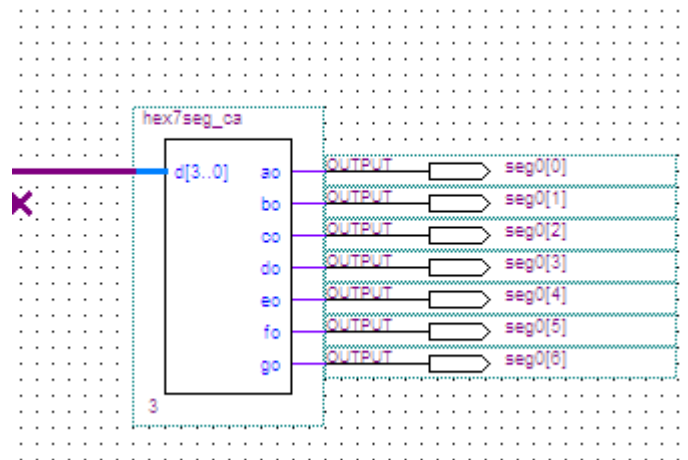 hex7seg_ca
d[3..0] ao OUTPUT seg0[0]
bo OUTPUT seg0[1]
co OUTPUT seg0[2]
do OUTPUT seg0[3]
eo OUTPUT seg0[4]
fo OUTPUT seg0[5]
go OUTPUT seg0[6]
3